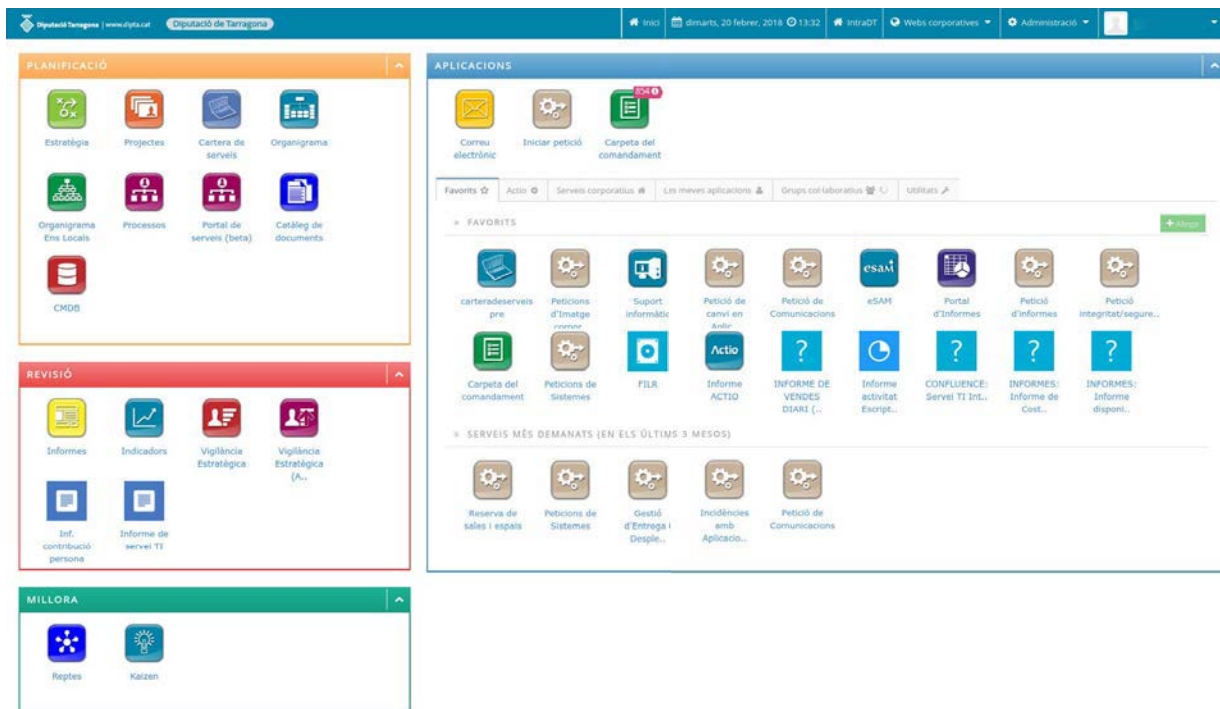 Diputació Tarragona | www.dipta.cat
Diputació de Tarragona
Inici
dimarts, 20 febrer, 2018 13:32
IntraDT
Webs corporatives
Administració
PLANIFICACIÓ
Estratègia
Projectes
Cartera de
serveis
Organigrama
Organigrama
Ens Locals
Processos
Portal de
serveis (beta)
Catàleg de
documents
CMDB
REVISIÓ
Informes
Indicadors
Vigilància
Estratègica
Vigilància
Estratègica
(A..
Inf.
contribució
persona
Informe de
servei TI
MILLORA
Reptes
Kaizen
APLICACIONS
854
Correu
electrònic
Iniciar petició
Carpeta del
comandament
Favorits
Actio
Serveis corporatius
Les meves aplicacions
Grups col·laboratius
Utilitats
FAVORITS
+ Afegir
esam
carteradeserveis
pre
Peticions
d'Imatge
corpor
Suport
informàtic
Petició de
canvi en
Aplic
Petició de
Comunicacions
eSAM
Portal
d'Informes
Petició
d'informes
Petició
integritat/segure..
Actio
Carpeta del
comandament
Peticions de
Sistemes
FILR
Informe
ACTIO
INFORME DE
VENDES
DIARI (..
Informe
activitat
Escript..
CONFLUENCE:
Servei TI Int..
INFORMES:
Informe de
Cost..
INFORMES:
Informe
disponi..
SERVEIS MÉS DEMANATS (EN ELS ÚLTIMS 3 MESOS)
Reserva de
sales i espais
Peticions de
Sistemes
Gestió
d'Entrega i
Desple..
Incidències
amb
Aplicacio..
Petició de
Comunicacions